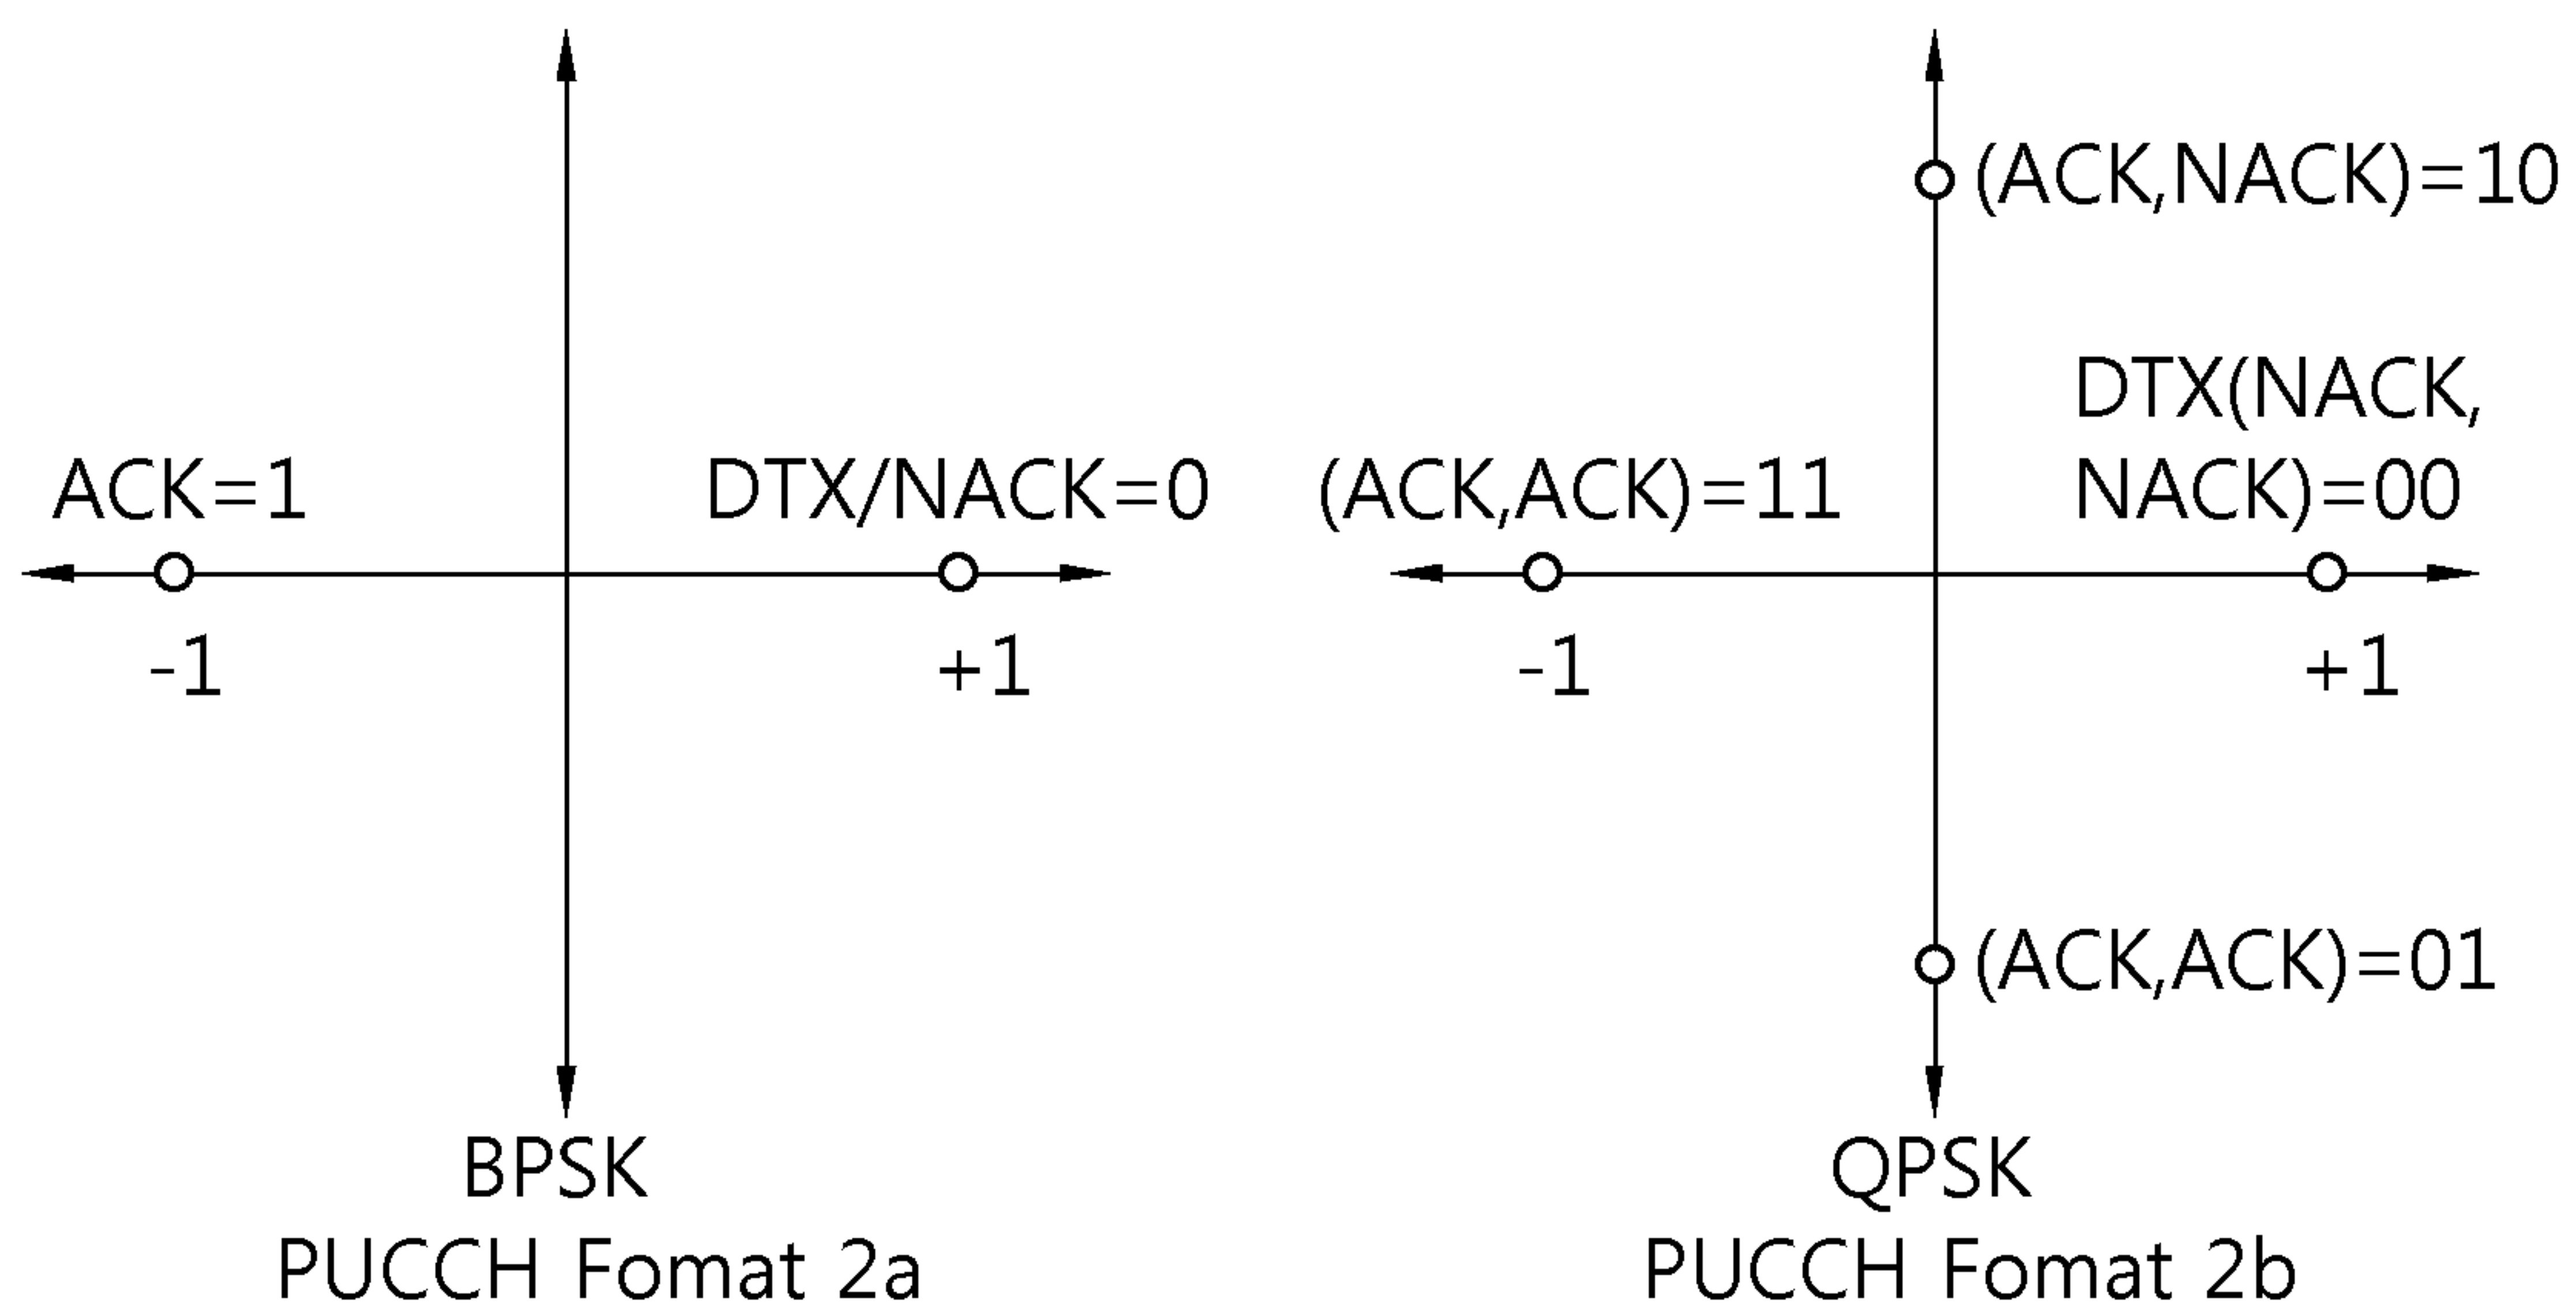 ACK=1
DTX/NACK=0
-1
+1
BPSK
PUCCH Fomat 2a
(ACK,NACK)=10
DTX(NACK,
NACK)=00
(ACK,ACK)=11
-1
+1
(ACK,ACK)=01
QPSK
PUCCH Fomat 2b